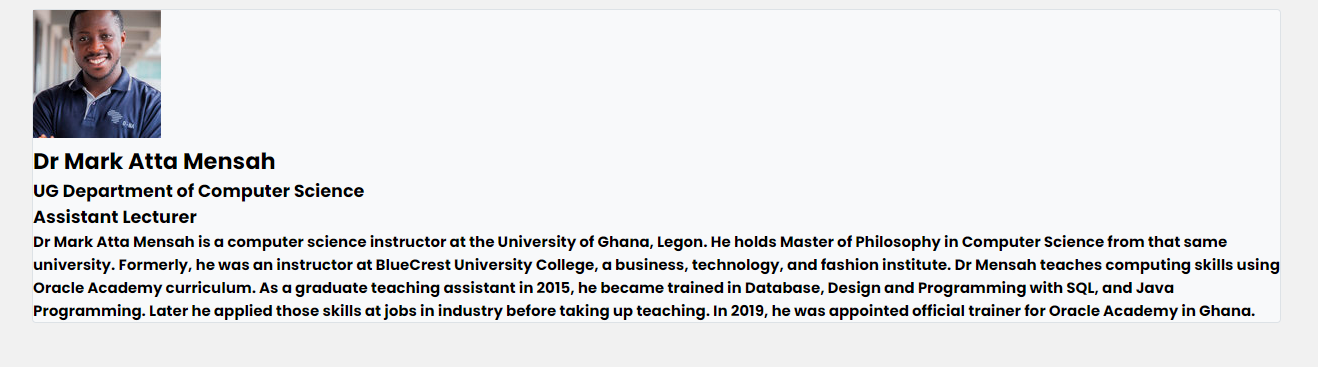 Dr Mark Atta Mensah
UG Department of Computer Science
Assistant Lecturer
Dr Mark Atta Mensah is a computer science instructor at the University of Ghana, Legon. He holds Master of Philosophy in Computer Science from that same
university. Formerly, he was an instructor at BlueCrest University College, a business, technology, and fashion institute. Dr Mensah teaches computing skills using
Oracle Academy curriculum. As a graduate teaching assistant in 2015, he became trained in Database, Design and Programming with SQL, and Java
Programming. Later he applied those skills at jobs in industry before taking up teaching. In 2019, he was appointed official trainer for Oracle Academy in Ghana.